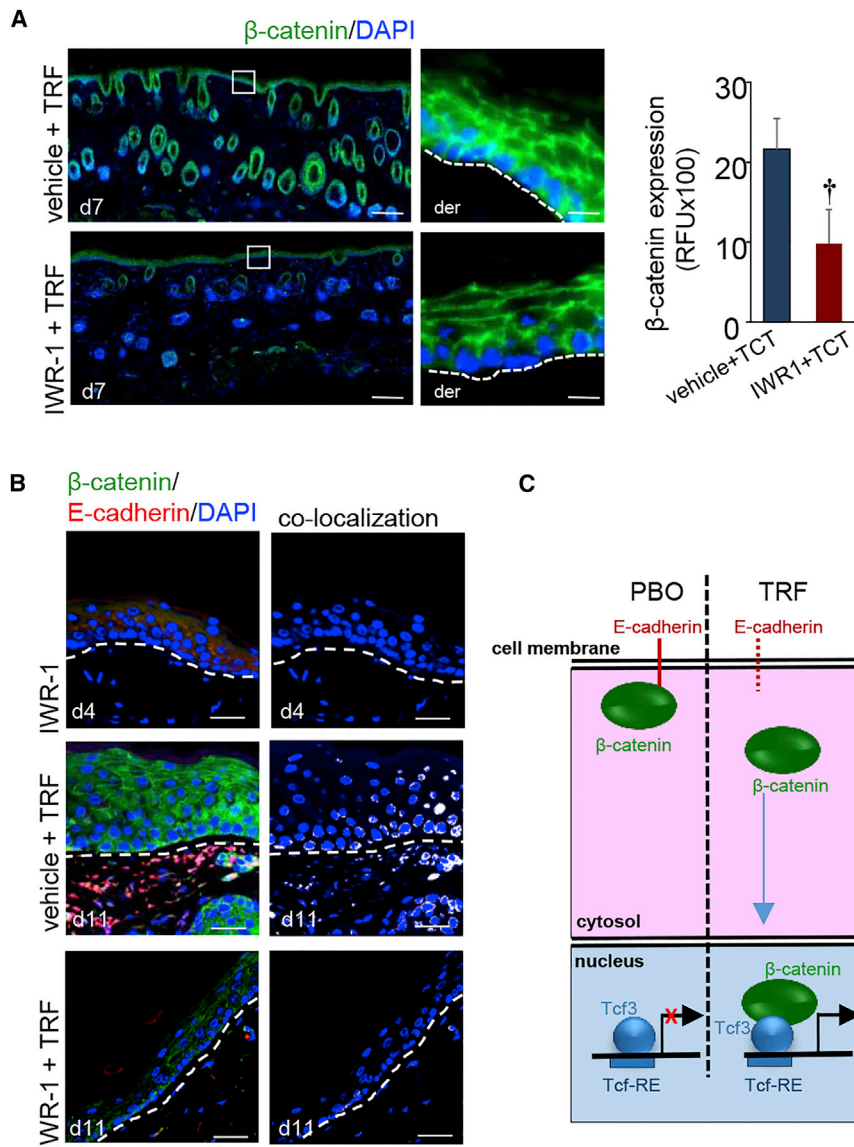 A
β-catenin/DAPI
vehicle + TRF
d7
der
IWR-1 + TRF
d7
der
β-catenin expression
(RFUx100)
30
20
10
0
†
vehicle+TCT
IWR1+TCT
B
β-catenin/
E-cadherin/DAPI
co-localization
IWR-1
d4
d4
vehicle + TRF
d11
d11
WR-1 + TRF
d11
d11
C
PBO
TRF
E-cadherin
E-cadherin
cell membrane
β-catenin
β-catenin
cytosol
nucleus
β-catenin
Tcf3
X
Tcf3
Tcf-RE
Tcf-RE